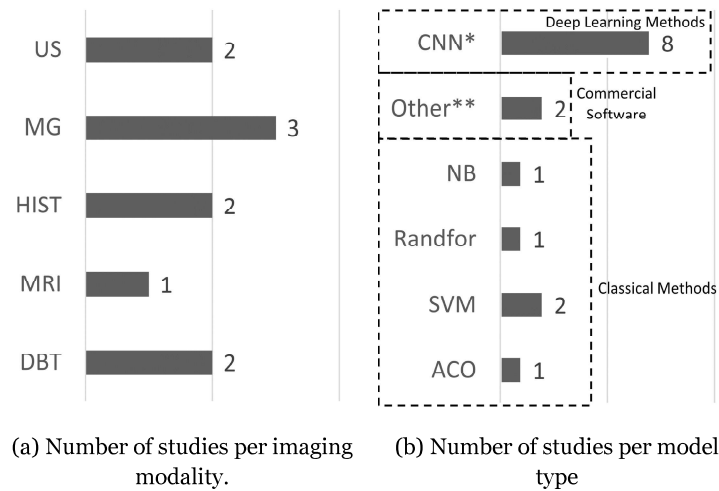 US
2
MG
3
HIST
2
MRI
1
DBT
2
(a) Number of studies per imaging
modality.
Deep Learning Methods
CNN*
8
Other**
2
Commercial
Software
NB
1
Randfor
1
SVM
2
Classical Methods
ACO
1
(b) Number of studies per model
type